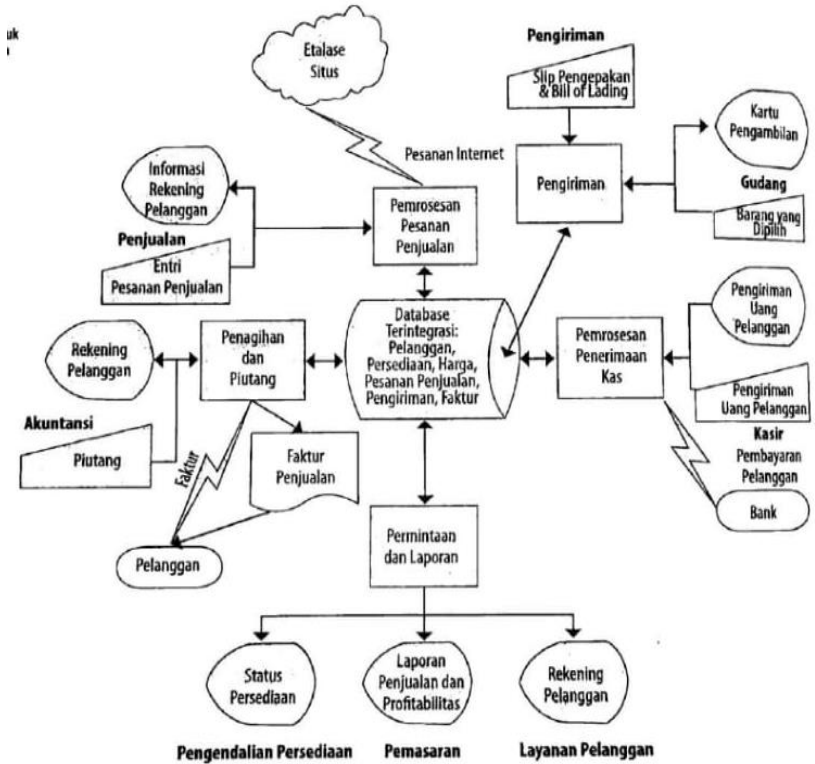 uk
Etalase
Situs
Pengiriman
Slip Pengepakan
& Bill of Lading
Kartu
Pengambilan
Pesanan Internet
Informasi
Rekening
Pelanggan
Pemrosesan
Pesanan
Penjualan
Pengiriman
Gudang
Barang yang
Dipilih
Penjualan
Entri
Pesanan Penjualan
Database
Terintegrasi:
Pelanggan,
Persediaan, Harga,
Pesanan Penjualan,
Pengiriman, Faktur
Rekening
Pelanggan
Penagihan
dan
Piutang
Pemrosesan
Penerimaan
Kas
Pengiriman
Uang
Pelanggan
Pengiriman
Uang Pelanggan
Kasir
Pembayaran
Pelanggan
Bank
Akuntansi
Piutang
Faktur
Faktur
Penjualan
Pelanggan
Permintaan
dan Laporan
Status
Persediaan
Laporan
Penjualan dan
Profitabilitas
Rekening
Pelanggan
Pengendalian Persediaan
Pemasaran
Layanan Pelanggan